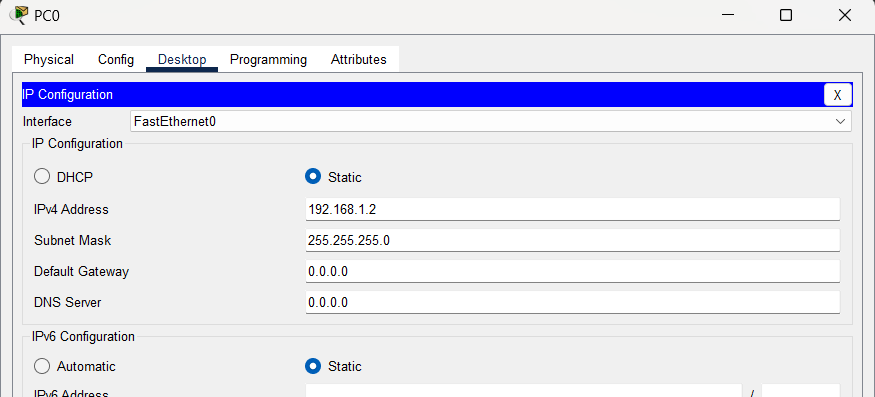 PC0
Physical Config Desktop Programming Attributes
IP Configuration X
Interface FastEthernet0
IP Configuration
DHCP Static
IPv4 Address 192.168.1.2
Subnet Mask 255.255.255.0
Default Gateway 0.0.0.0
DNS Server 0.0.0.0
IPv6 Configuration
Automatic Static
IPv6 Address /